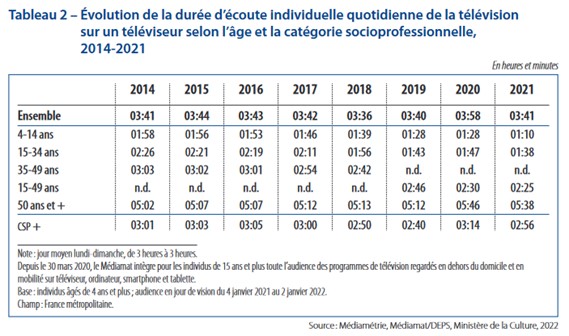 Tableau 2 – Évolution de la durée d’écoute individuelle quotidienne de la télévision
sur un téléviseur selon l’âge et la catégorie socioprofessionnelle,
2014-2021
En heures et minutes
2014 2015 2016 2017 2018 2019 2020 2021
Ensemble 03:41 03:44 03:43 03:42 03:36 03:40 03:58 03:41
4-14 ans 01:58 01:56 01:53 01:46 01:39 01:28 01:28 01:10
15-34 ans 02:26 02:21 02:19 02:11 01:56 01:43 01:47 01:38
35-49 ans 03:03 03:02 03:01 02:54 02:42 n.d. n.d. n.d.
15-49 ans n.d. n.d. n.d. n.d. n.d. 02:46 02:30 02:25
50 ans et + 05:02 05:07 05:07 05:12 05:13 05:12 05:46 05:38
CSP + 03:01 03:03 03:05 03:00 02:50 02:40 03:14 02:56
Note : jour moyen lundi-dimanche, de 3 heures à 3 heures.
Depuis le 30 mars 2020, le Médiamat intègre pour les individus de 15 ans et plus toute l’audience des programmes de télévision regardés en dehors du domicile et en
mobilité sur téléviseur, ordinateur, smartphone et tablette.
Base : individus âgés de 4 ans et plus ; audience en jour de vision du 4 janvier 2021 au 2 janvier 2022.
Champ : France métropolitaine.
Source : Médiamétrie, Médiamat/DEPS, Ministère de la Culture, 2022